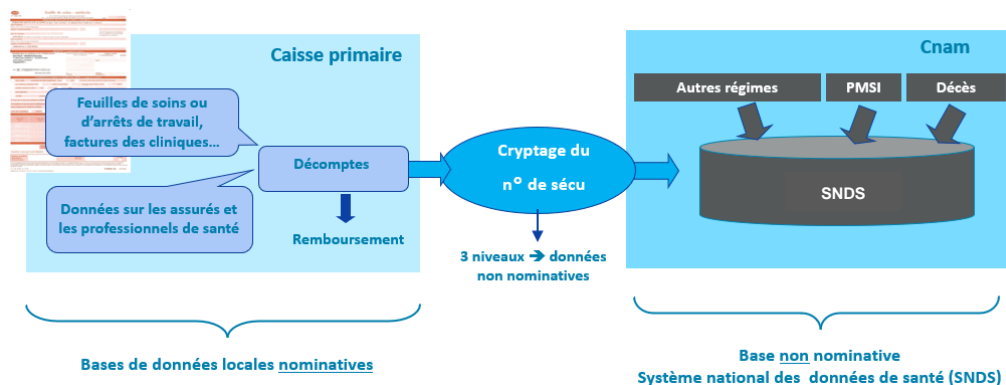 Caisse primaire
Feuilles de soins ou
d'arrêts de travail,
factures des cliniques...
Décomptes
Données sur les assurés et
les professionnels de santé
Remboursement
Bases de données locales nominatives
Cryptage du
n° de sécu
3 niveaux ➔ données
non nominatives
Cnam
Autres régimes
PMSI
Décès
SNDS
Base non nominative
Système national des données de santé (SNDS)